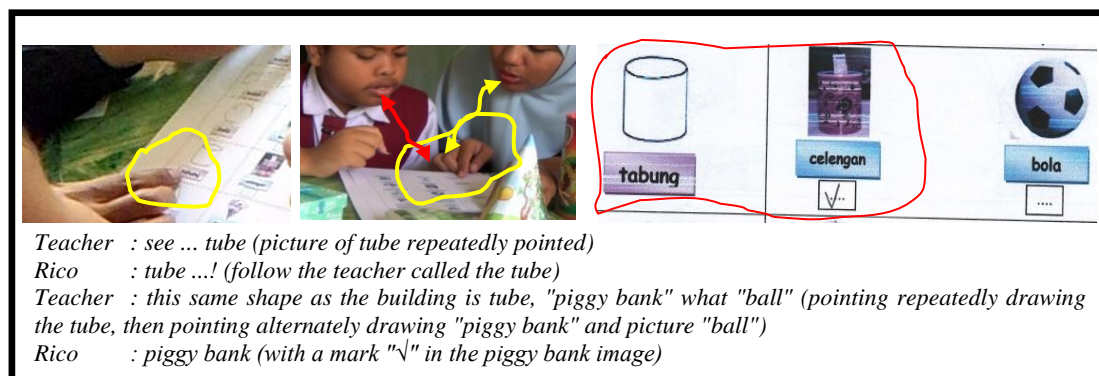 tabung
celengan
bola
√...
....
Teacher : see ... tube (picture of tube repeatedly pointed)
Rico : tube ...! (follow the teacher called the tube)
Teacher : this same shape as the building is tube, "piggy bank" what "ball" (pointing repeatedly drawing
the tube, then pointing alternately drawing "piggy bank" and picture "ball")
Rico : piggy bank (with a mark "√" in the piggy bank image)